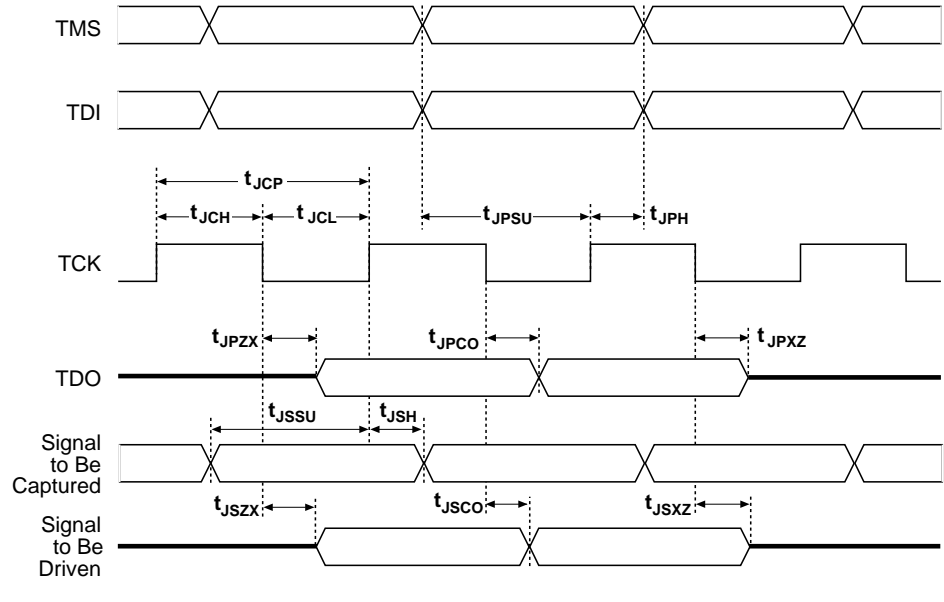 TMS
TDI
tJCP
tJCH
tJCL
tJPSU
tJPH
TCK
tJPZX
tJPCO
tJPXZ
TDO
tJSSU
tJSH
Signal
to Be
Captured
tJSZX
tJSCO
tJSXZ
Signal
to Be
Driven